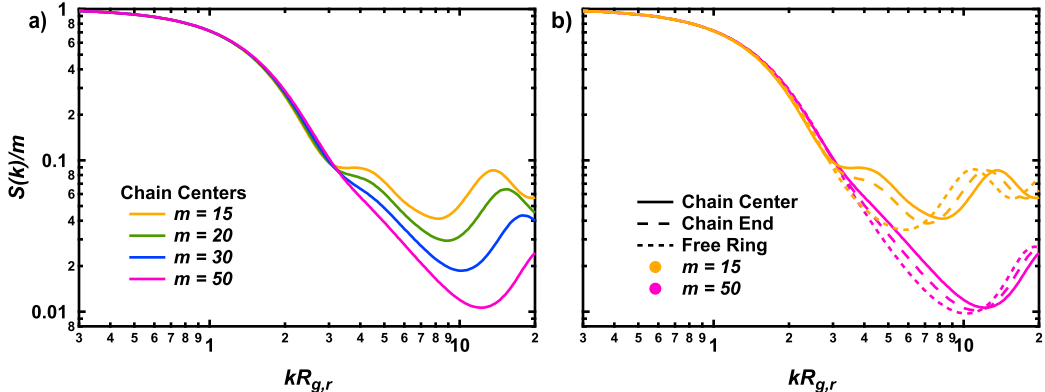 a)
S(k)/m
1
8
6
4
2
0.1
8
6
4
2
0.01
8
Chain Centers
m = 15
m = 20
m = 30
m = 50
3 4 5 6 7 8 9 1 2 3 4 5 6 7 8 9 10 2
kRg,r
b)
Chain Center
Chain End
Free Ring
m = 15
m = 50
3 4 5 6 7 8 9 1 2 3 4 5 6 7 8 9 10 2
kRg,r